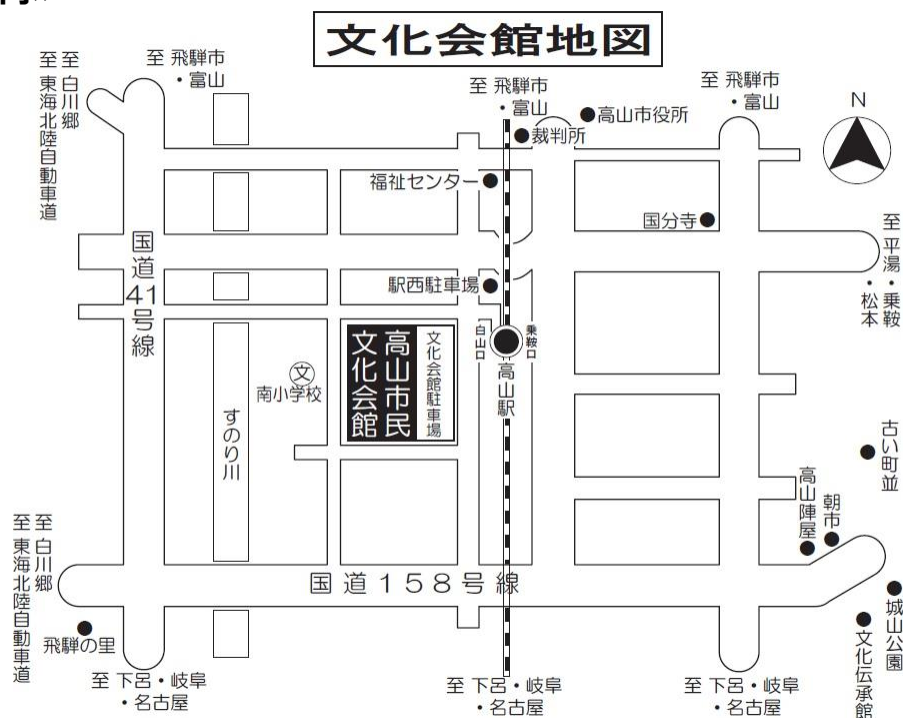 文化会館地図
至 飛騨市
・富山
至 白川郷
至 東海北陸自動車道
至 飛騨市
・富山
至 飛騨市
・富山
N
高山市役所
裁判所
福祉センター
国分寺
至 平湯・乗鞍
・松本
国道41号線
駅西駐車場
白山口
乗鞍口
高山駅
文化会館駐車場
高山市民
文化会館
文
南小学校
すのり川
古い町並
朝市
高山陣屋
至 白川郷
至 東海北陸自動車道
国道158号線
城山公園
文化伝承館
飛騨の里
至 下呂・岐阜
・名古屋
至 下呂・岐阜
・名古屋
至 下呂・岐阜
・名古屋